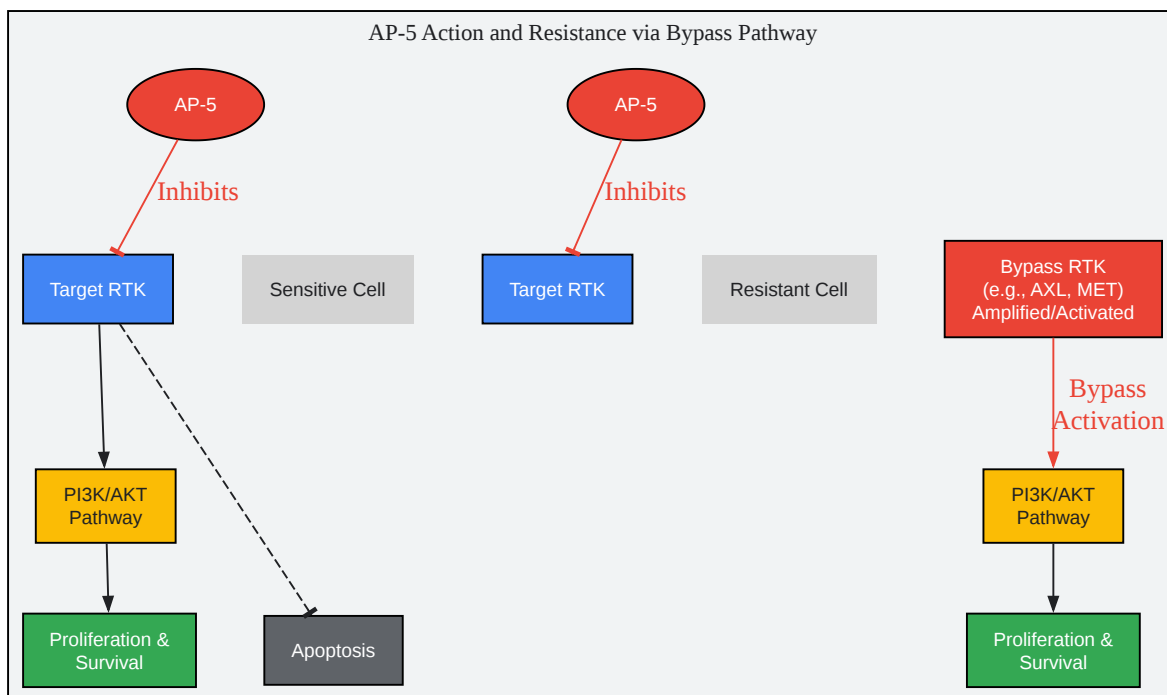 AP-5 Action and Resistance via Bypass Pathway
AP-5
AP-5
Inhibits
Inhibits
Target RTK
Sensitive Cell
Target RTK
Resistant Cell
Bypass RTK
(e.g., AXL, MET)
Amplified/Activated
Bypass
Activation
PI3K/AKT
Pathway
PI3K/AKT
Pathway
Proliferation &
Survival
Apoptosis
Proliferation &
Survival